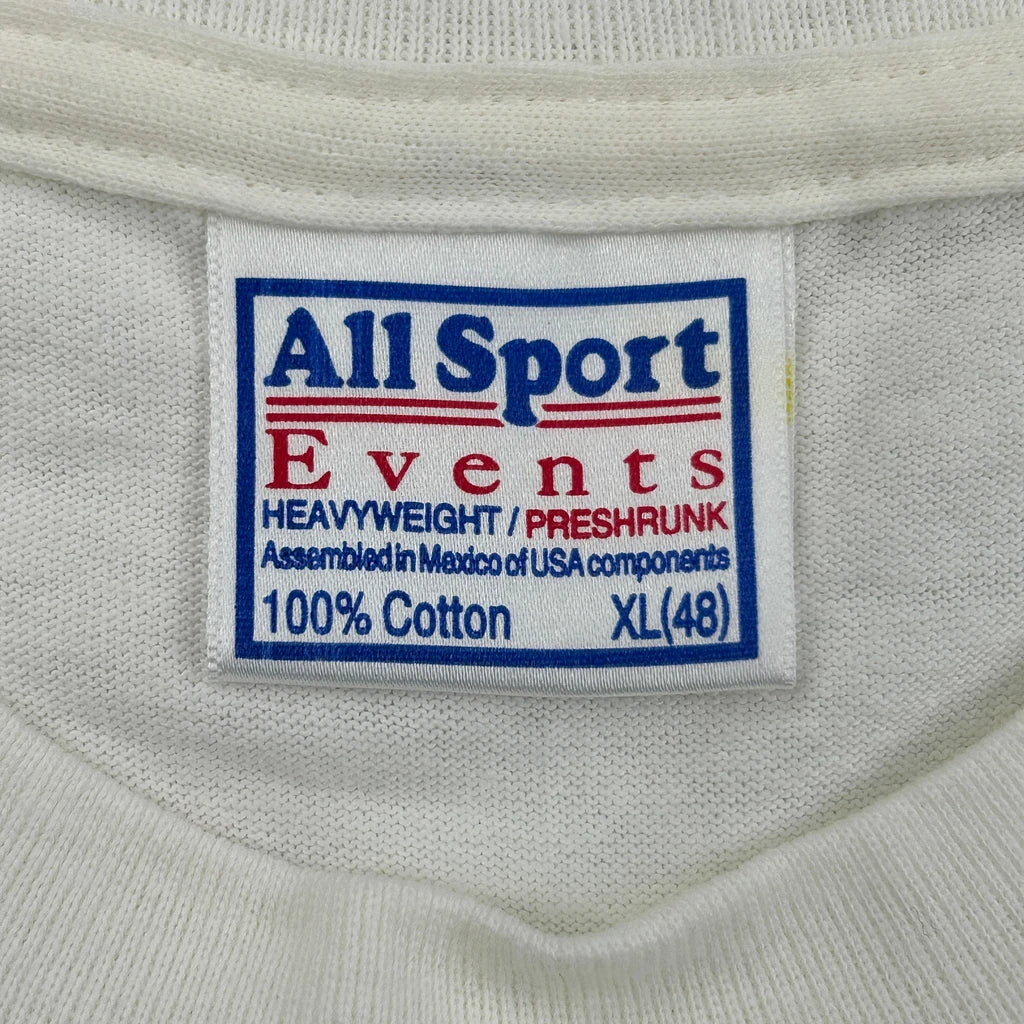 All Sport
Events
HEAVYWEIGHT / PRESHRUNK
Assembled in Mexico of USA components
100% Cotton XL(48)